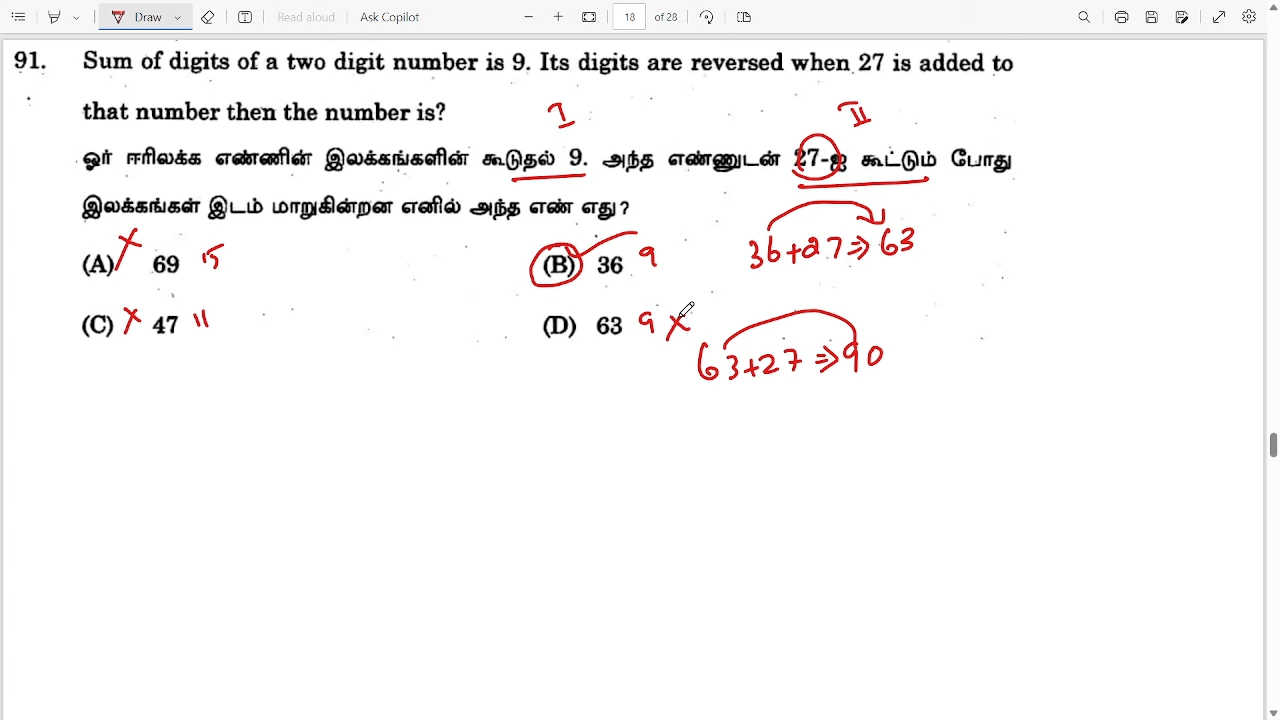 Draw Read aloud Ask Copilot 18 of 28
91. Sum of digits of a two digit number is 9. Its digits are reversed when 27 is added to
that number then the number is?
I II
ஓர் ஈரிலக்க எண்ணின் இலக்கங்களின் கூடுதல் 9. அந்த எண்ணுடன் 27-ஐ கூட்டும் போது
இலக்கங்கள் இடம் மாறுகின்றன எனில் அந்த எண் எது?
36+27⇒63
(A) 69 15 (B) 36 9
(C) 47 11 (D) 63 9
63+27⇒90